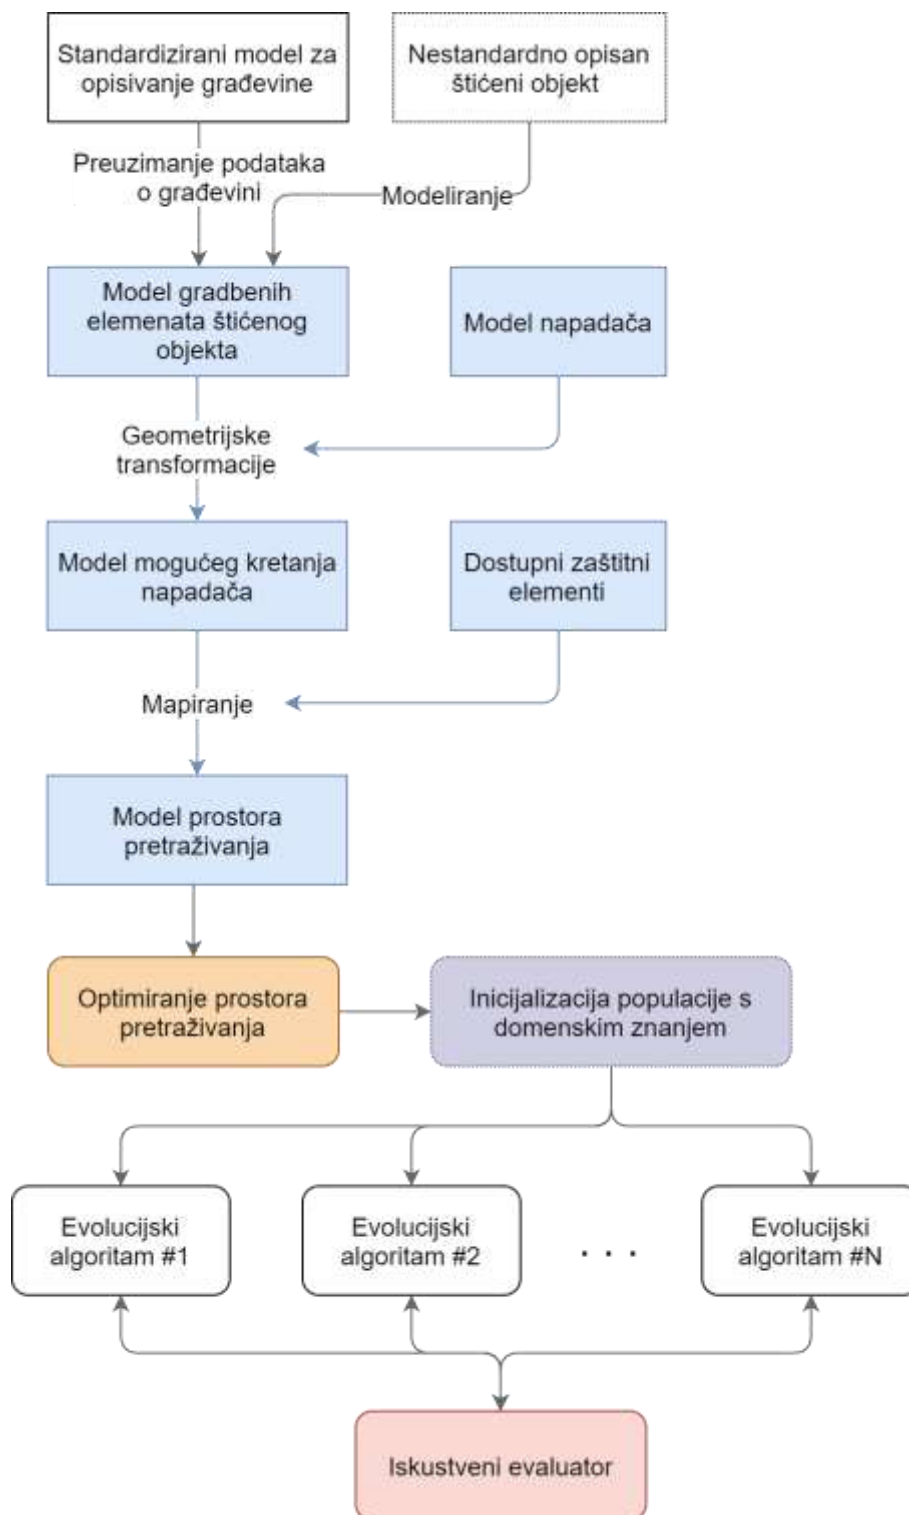 Standardizirani model za
opisivanje građevine
Nestandardno opisan
štićeni objekt
Preuzimanje podataka
o građevini
Modeliranje
Model gradbenih
elemenata štićenog
objekta
Model napadača
Geometrijske
transformacije
Model mogućeg kretanja
napadača
Dostupni zaštitni
elementi
Mapiranje
Model prostora
pretraživanja
Optimiranje prostora
pretraživanja
Inicijalizacija populacije s
domenskim znanjem
Evolucijski
algoritam #1
Evolucijski
algoritam #2
. . .
Evolucijski
algoritam #N
Iskustveni evaluator